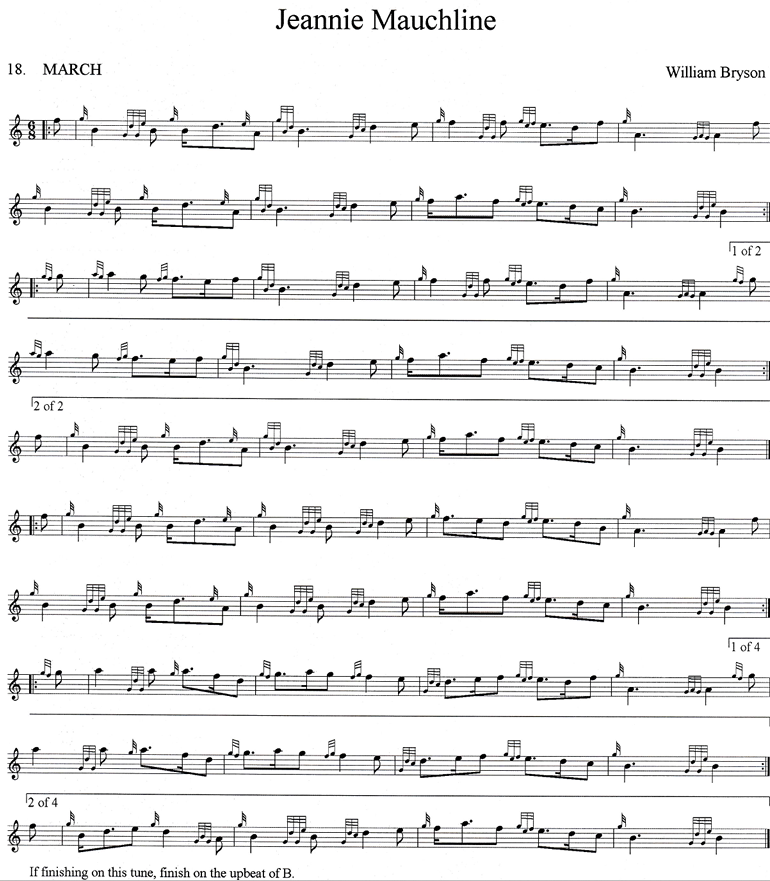 Jeannie Mauchline
18. MARCH
William Bryson
6
8
1 of 2
2 of 2
1 of 4
2 of 4
If finishing on this tune, finish on the upbeat of B.